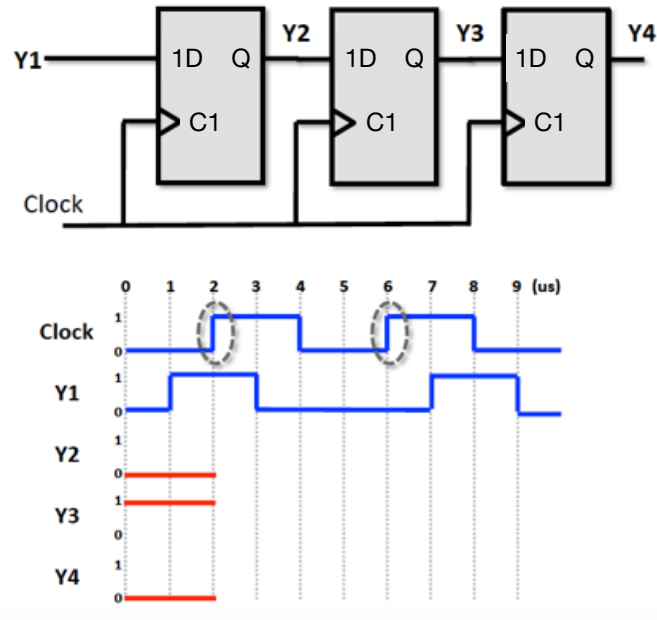 Y1 1D Q Y2 1D Q Y3 1D Q Y4
C1 C1 C1
Clock
0 1 2 3 4 5 6 7 8 9 (us)
Clock 1
0
Y1 1
0
Y2 1
0
Y3 1
0
Y4 1
0